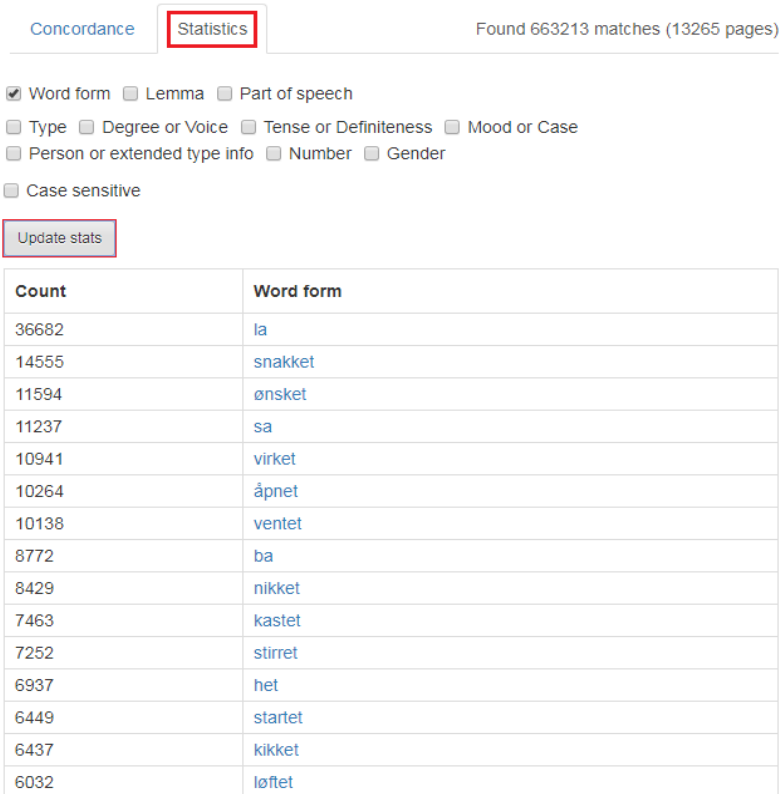 Concordance Statistics Found 663213 matches (13265 pages)
Word form Lemma Part of speech
Type Degree or Voice Tense or Definiteness Mood or Case
Person or extended type info Number Gender
Case sensitive
Update stats
Count Word form
36682 la
14555 snakket
11594 ønsket
11237 sa
10941 virket
10264 åpnet
10138 ventet
8772 ba
8429 nikket
7463 kastet
7252 stirret
6937 het
6449 startet
6437 kikket
6032 løftet